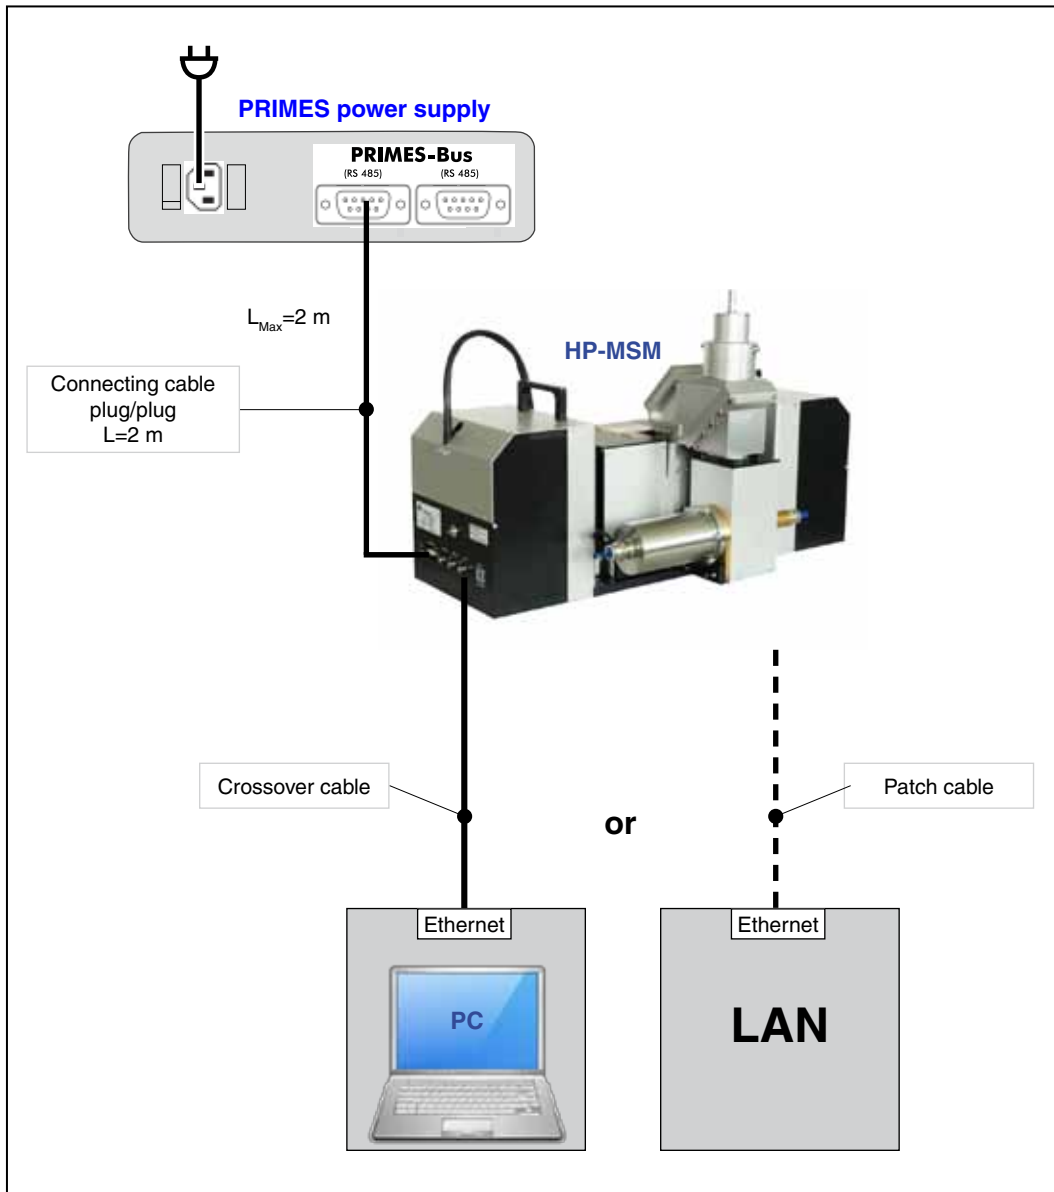 PRIMES power supply
PRIMES-Bus
(RS 485)
(RS 485)
LMax=2 m
HP-MSM
Connecting cable
plug/plug
L=2 m
Crossover cable
or
Patch cable
Ethernet
Ethernet
PC
LAN